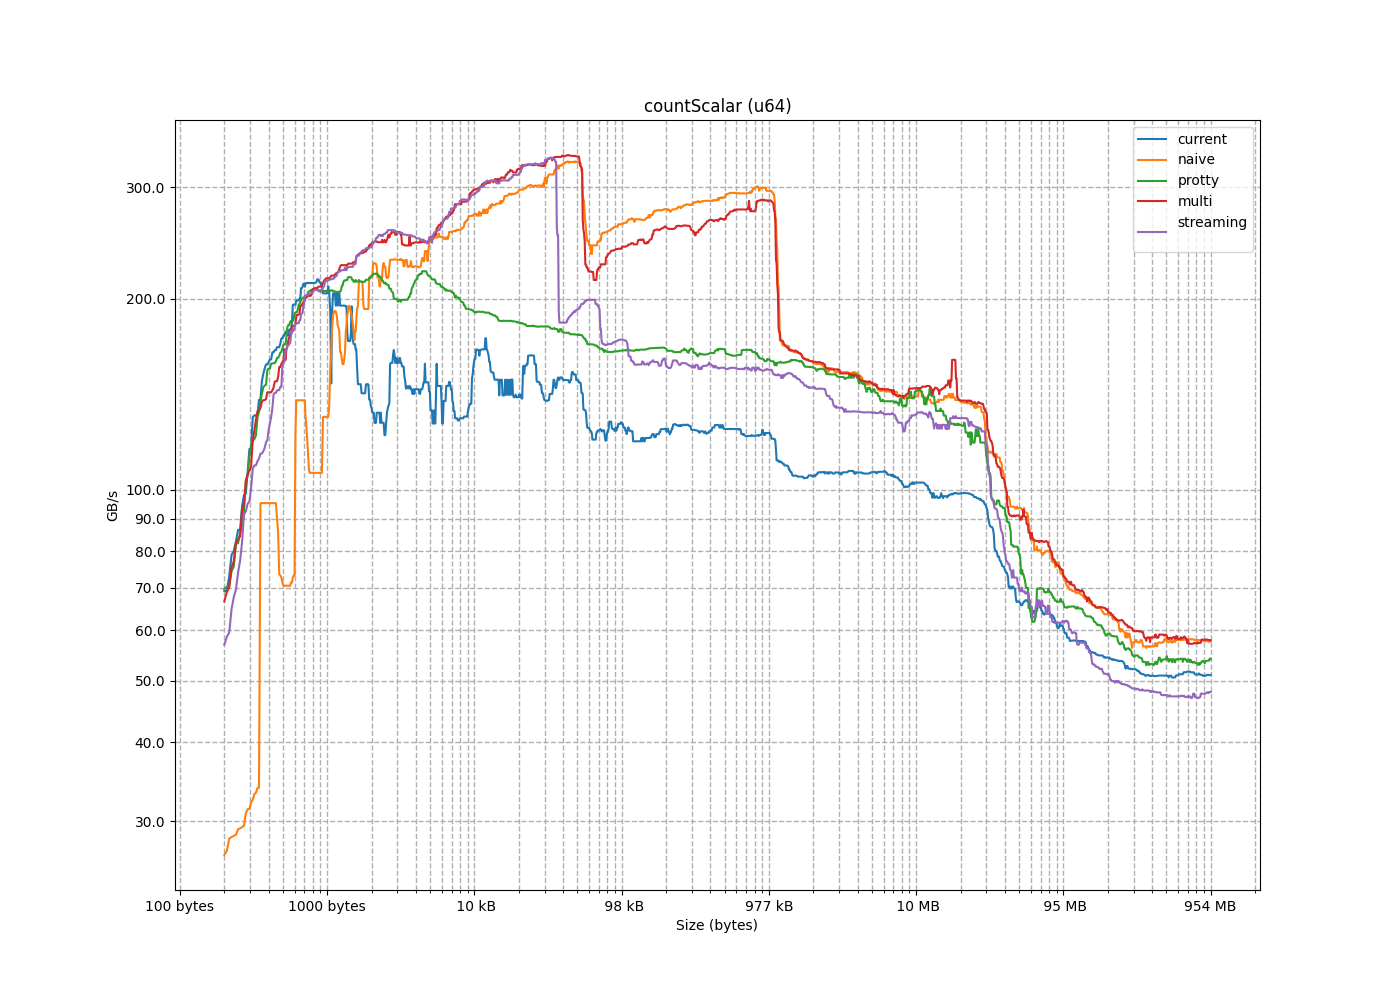 countScalar (u64)
current
naive
protty
multi
streaming
300.0
200.0
100.0
90.0
80.0
70.0
60.0
50.0
40.0
30.0
GB/s
100 bytes 1000 bytes 10 kB 98 kB 977 kB 10 MB 95 MB 954 MB
Size (bytes)